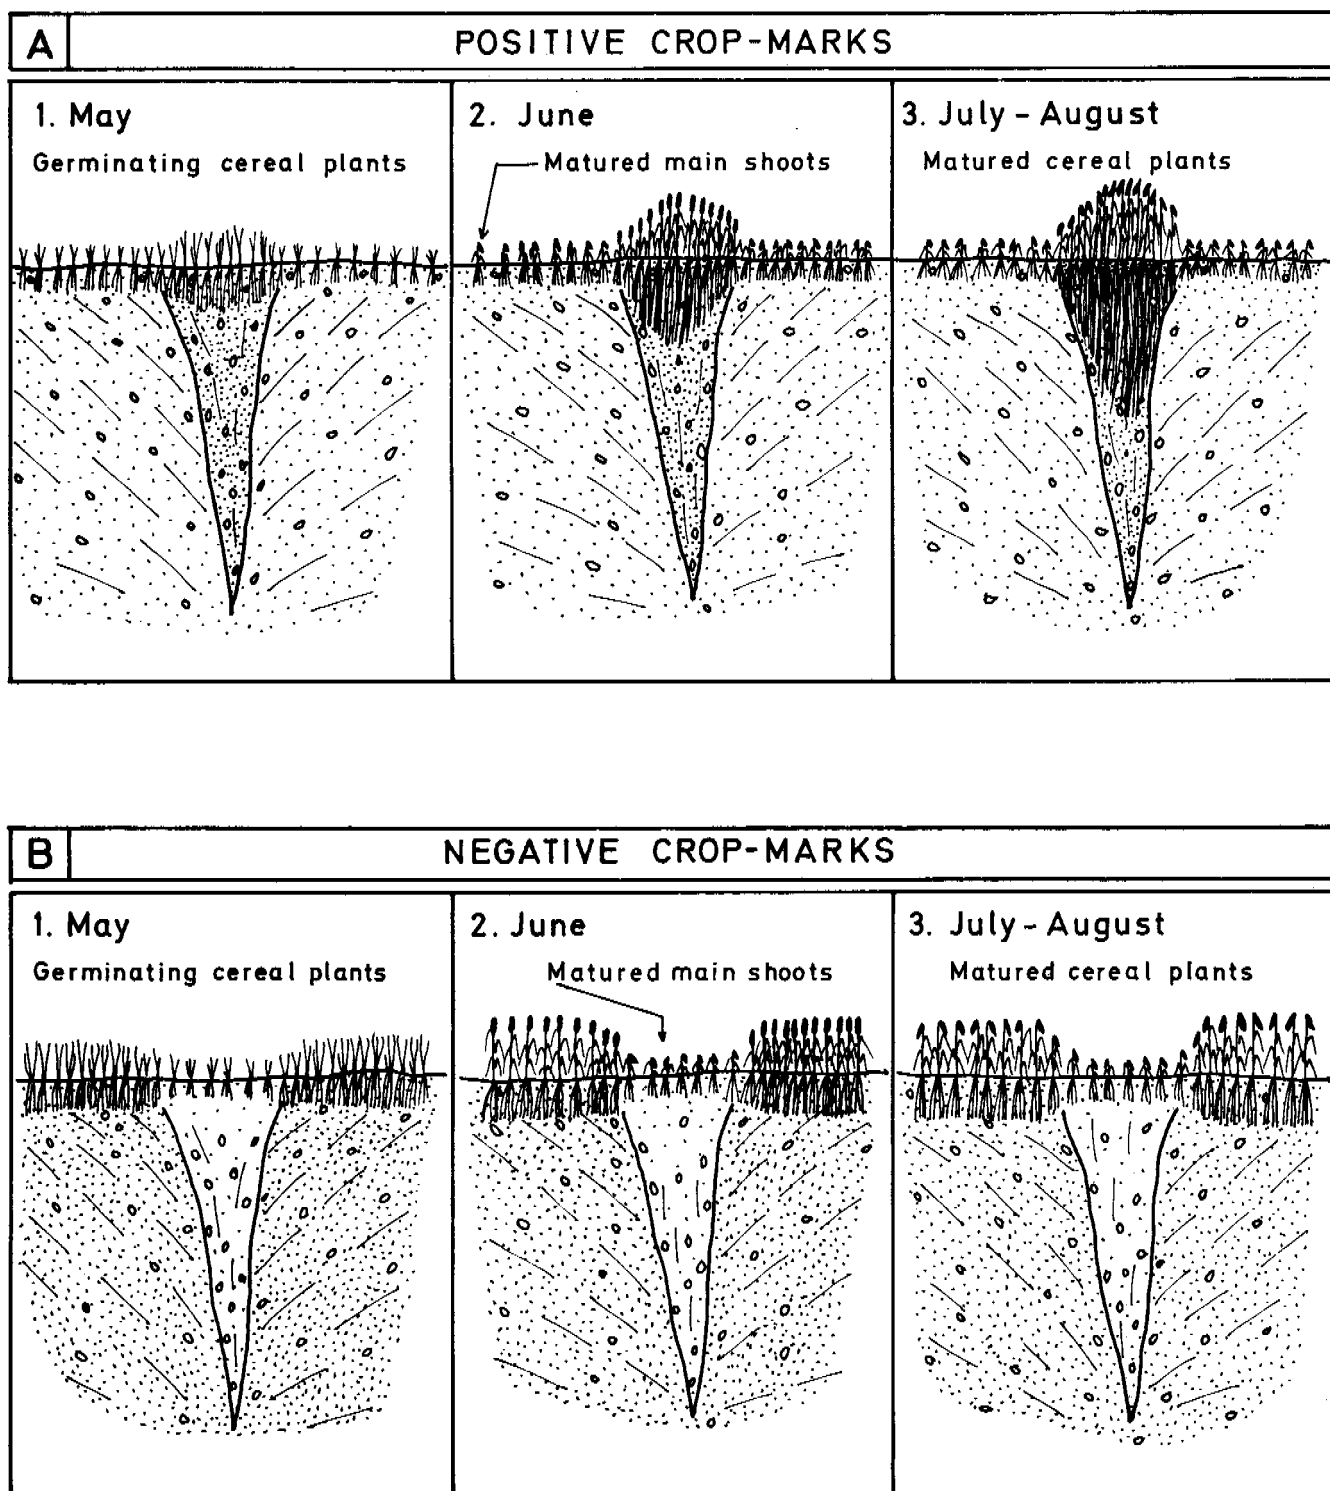 A POSITIVE CROP-MARKS
1. May
Germinating cereal plants
2. June
Matured main shoots
3. July - August
Matured cereal plants
B NEGATIVE CROP-MARKS
1. May
Germinating cereal plants
2. June
Matured main shoots
3. July - August
Matured cereal plants